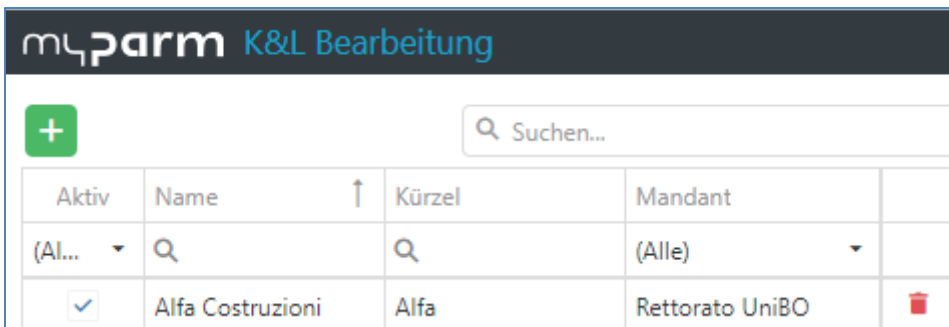 myparm K&L Bearbeitung
Suchen...
Aktiv Name Kürzel Mandant
(Al... (Alle)
Alfa Costruzioni Alfa Rettorato UniBO